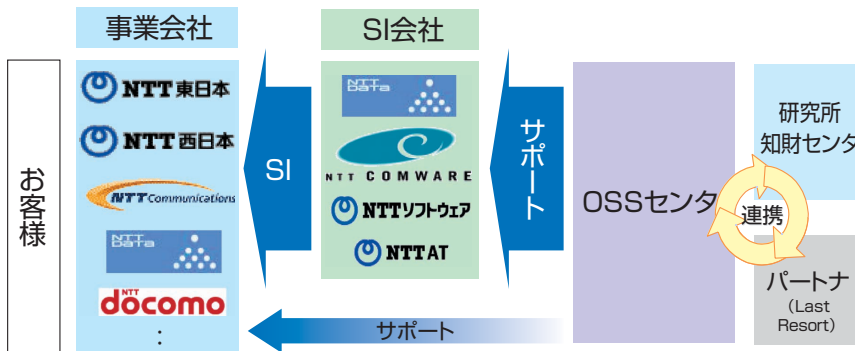 お客様
事業会社
NTT東日本
NTT西日本
NTT Communications
NTT
Data
NTT
docomo
:
SI
SI会社
NTT
Data
NTT COMWARE
NTTソフトウェア
NTT AT
サポート
サポート
OSSセンタ
連携
研究所
知財センタ
パートナ
(Last
Resort)